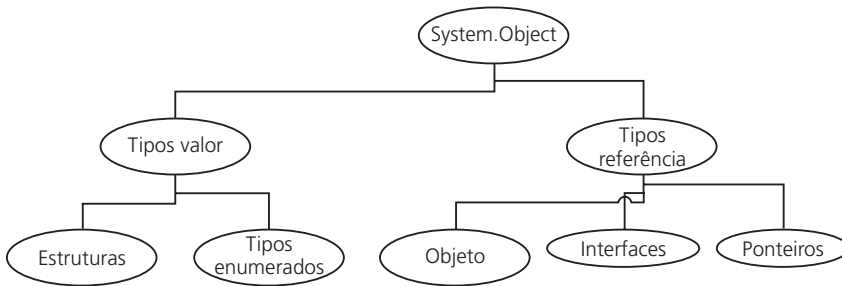 System.Object
Tipos valor
Tipos
referência
Estruturas
Tipos
enumerados
Objeto
Interfaces
Ponteiros